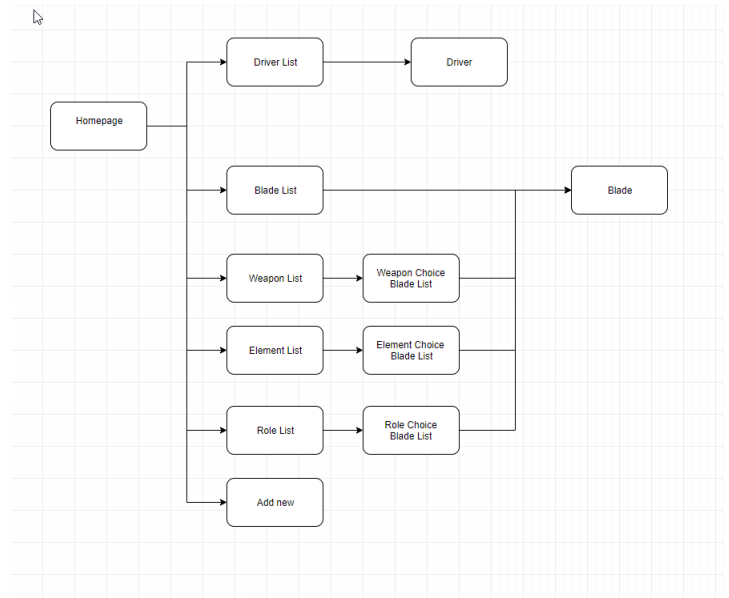 Driver List
Driver
Homepage
Blade List
Blade
Weapon List
Weapon Choice
Blade List
Element List
Element Choice
Blade List
Role List
Role Choice
Blade List
Add new